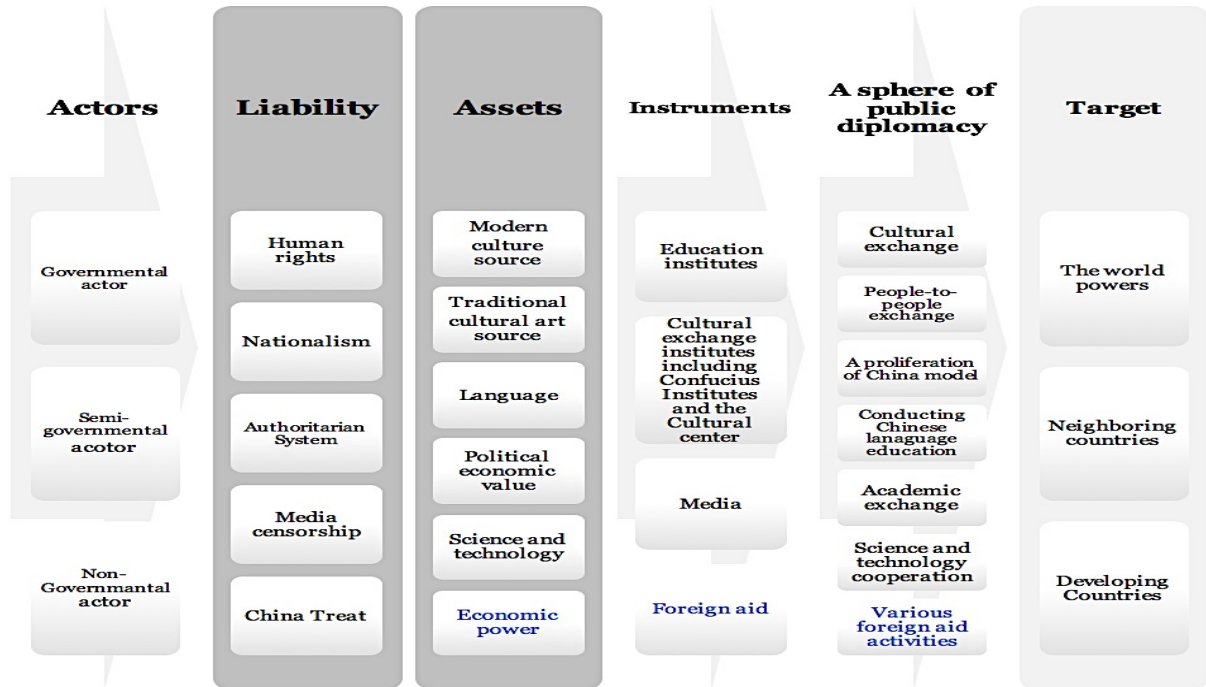 Actors
Governmental
actor
Semi-
governmental
acotor
Non-
Governmantal
actor
Liability
Human
rights
Nationalism
Authoritarian
System
Media
censorship
China Treat
Assets
Modern
culture
source
Traditional
cultural art
source
Language
Political
economic
value
Science and
technology
Economic
power
Instruments
Education
institutes
Cultural
exchange
institutes
including
Confucius
Institutes
and the
Cultural
center
Media
Foreign aid
A sphere of
public
diplomacy
Cultural
exchange
People-to-
people
exchange
A proliferation
of China model
Conducting
Chinese
lanaguage
education
Academic
exchange
Science and
technology
cooperation
Various
foreign aid
activities
Target
The world
powers
Neighboring
countries
Developing
Countries